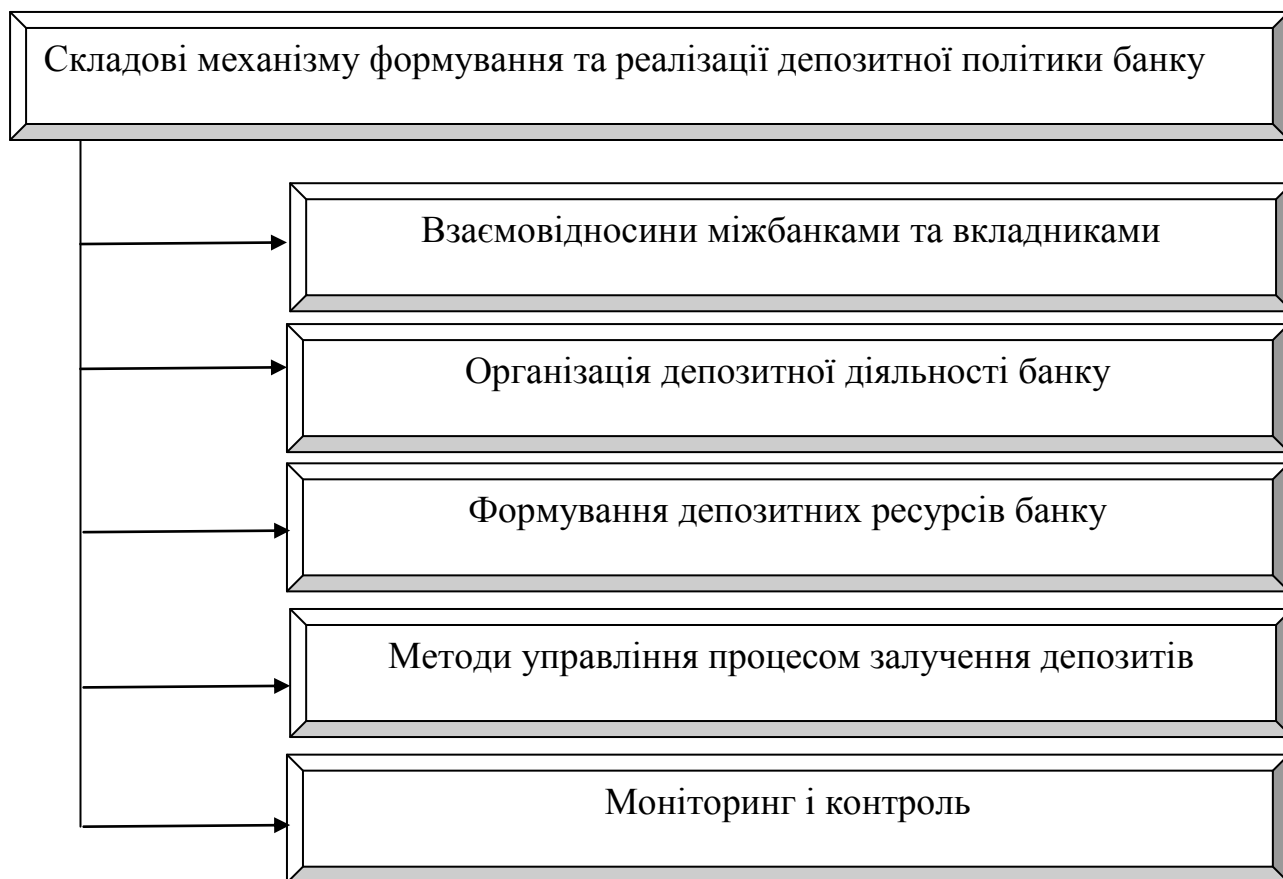 Складові механізму формування та реалізації депозитної політики банку
Взаємовідносини міжбанками та вкладниками
Організація депозитної діяльності банку
Формування депозитних ресурсів банку
Методи управління процесом залучення депозитів
Моніторинг і контроль